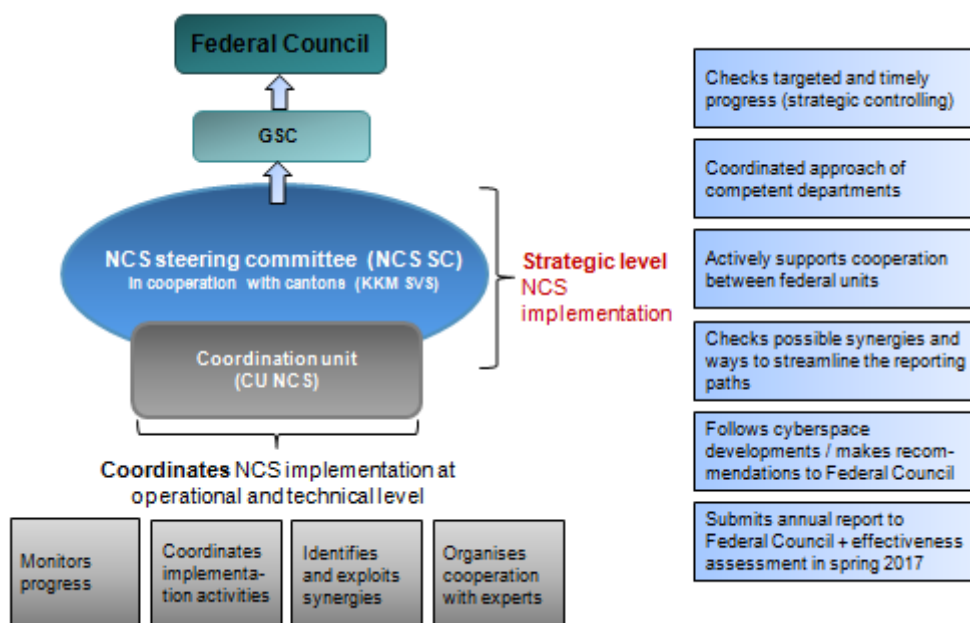 Federal Council
GSC
NCS steering committee (NCS SC)
In cooperation with cantons (KKM SVS)
Coordination unit
(CU NCS)
Strategic level
NCS
implementation
Coordinates NCS implementation at
operational and technical level
Monitors
progress
Coordinates
implementa-
tion activities
Identifies
and exploits
synergies
Organises
cooperation
with experts
Checks targeted and timely
progress (strategic controlling)
Coordinated approach of
competent departments
Actively supports cooperation
between federal units
Checks possible synergies and
ways to streamline the reporting
paths
Follows cyberspace
developments / makes recom-
mendations to Federal Council
Submits annual report to
Federal Council + effectiveness
assessment in spring 2017